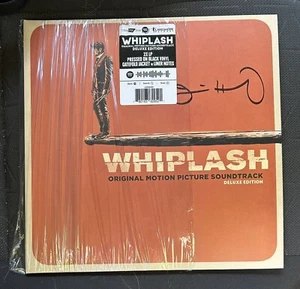 WHIPLASH
DELUXE EDITION
2X LP
PRESSED ON BLACK VINYL
GATEFOLD JACKET w LINER NOTES
WHIPLASH
ORIGINAL MOTION PICTURE SOUNDTRACK
DELUXE EDITION